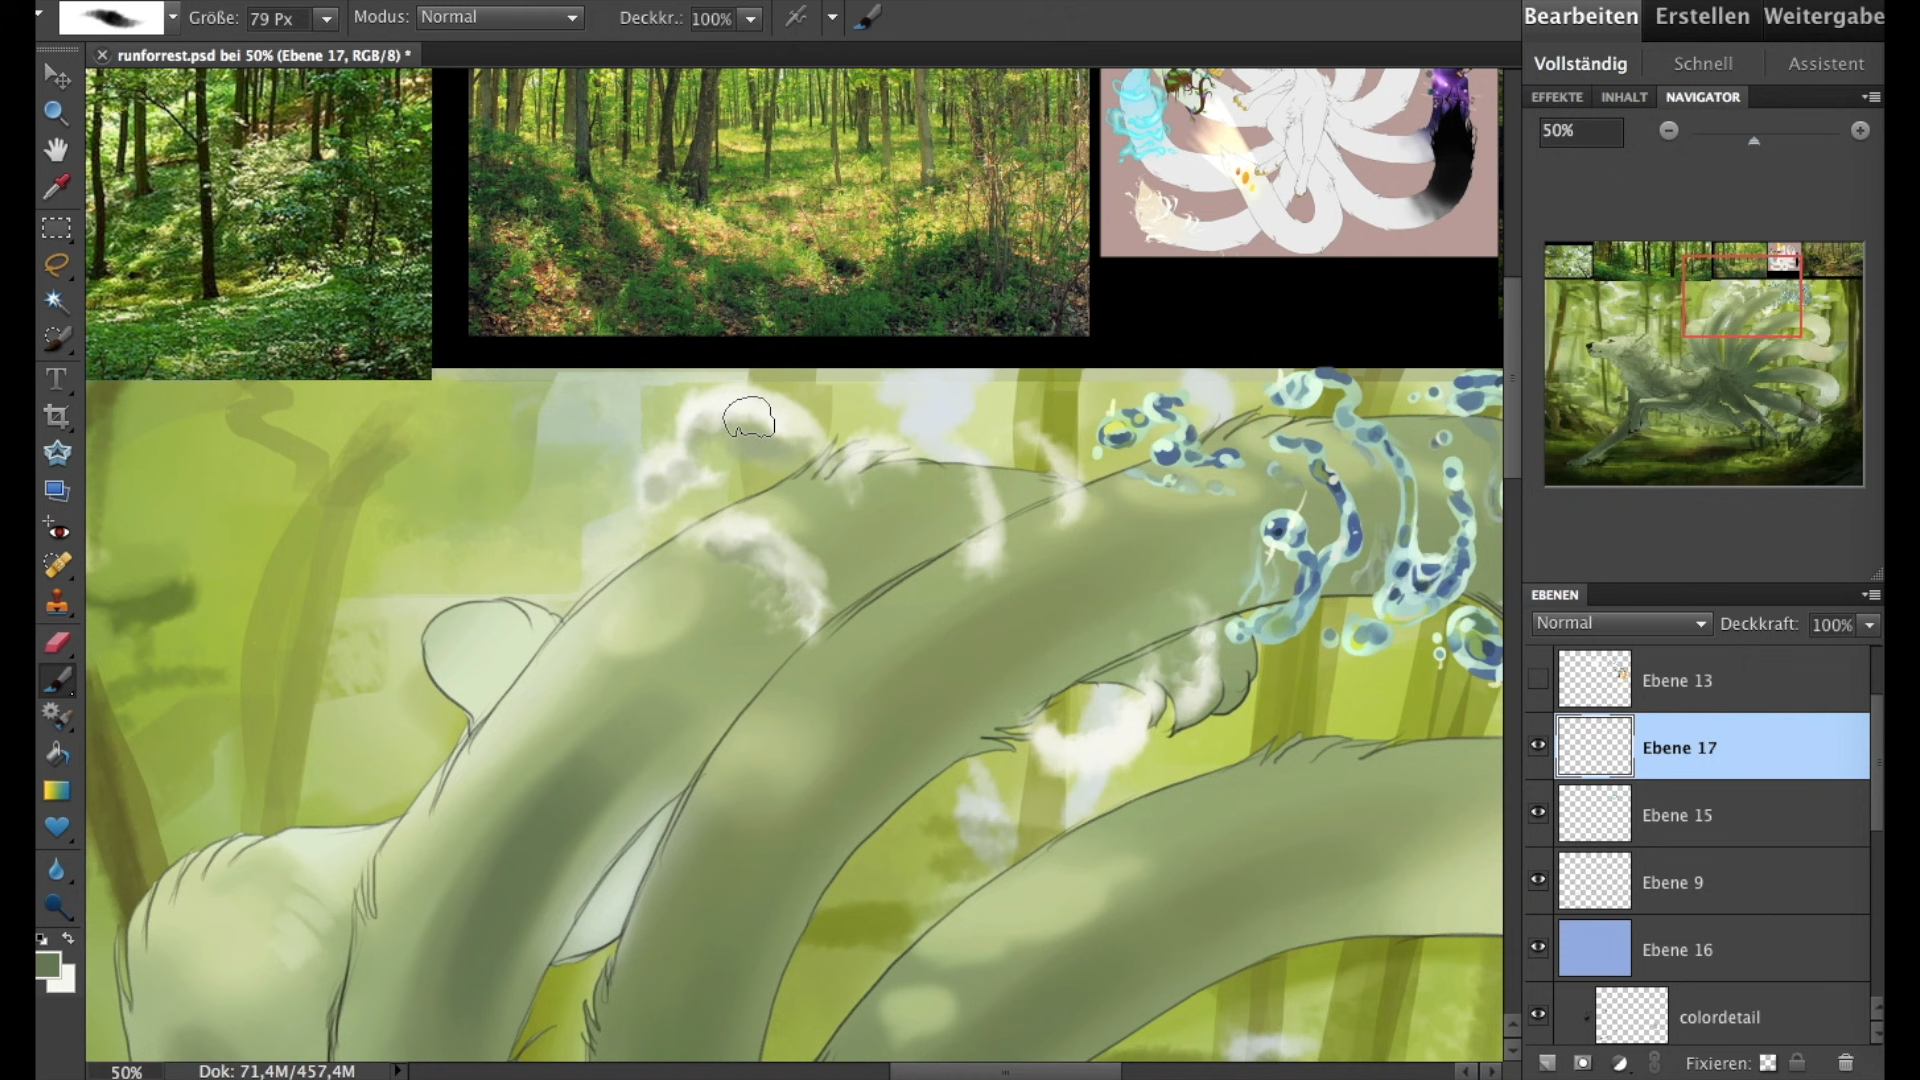 Größe: 79 Px Modus: Normal Deckkr.: 100% Bearbeiten Erstellen Weitergabe
runforrest.psd bei 50% (Ebene 17, RGB/8) *
Vollständig Schnell Assistent
EFFEKTE INHALT NAVIGATOR
50%
EBENEN
Normal Deckkraft: 100%
Ebene 13
Ebene 17
Ebene 15
Ebene 9
Ebene 16
colordetail
Fixieren:
50% Dok: 71,4M/457,4M